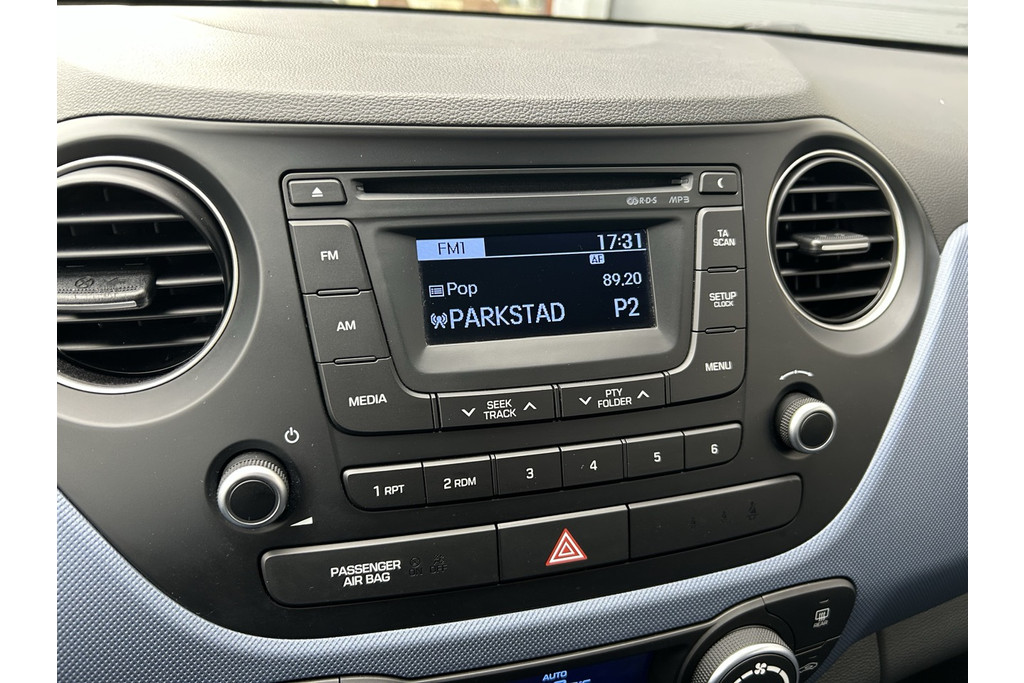 R·D·S MP3
FM
AM
MEDIA
FM1 17:31
AF
Pop 89.20
PARKSTAD P2
TA
SCAN
SETUP
CLOCK
MENU
SEEK
TRACK
PTY
FOLDER
1 RPT 2 RDM 3 4 5 6
PASSENGER
AIR BAG
ON OFF
REAR
AUTO